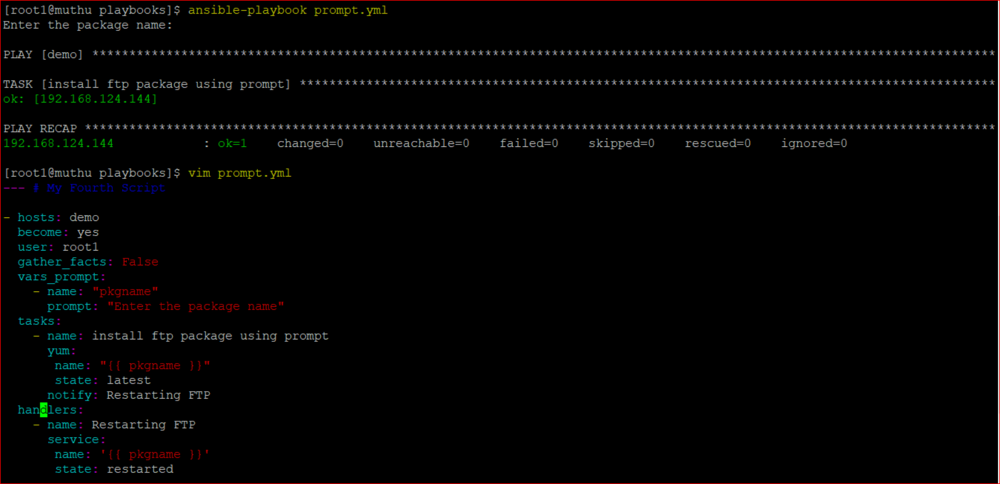 [root1@muthu playbooks]$ ansible-playbook prompt.yml
Enter the package name:
PLAY [demo] **************************************************************************************************************************
TASK [install ftp package using prompt] **********************************************************************************************
ok: [192.168.124.144]
PLAY RECAP ***************************************************************************************************************************
192.168.124.144            : ok=1    changed=0    unreachable=0    failed=0    skipped=0    rescued=0    ignored=0
[root1@muthu playbooks]$ vim prompt.yml
--- # My Fourth Script
- hosts: demo
  become: yes
  user: root1
  gather_facts: False
  vars_prompt:
    - name: "pkgname"
      prompt: "Enter the package name"
  tasks:
    - name: install ftp package using prompt
      yum:
       name: "{{ pkgname }}"
       state: latest
      notify: Restarting FTP
  handlers:
    - name: Restarting FTP
      service:
       name: '{{ pkgname }}'
       state: restarted